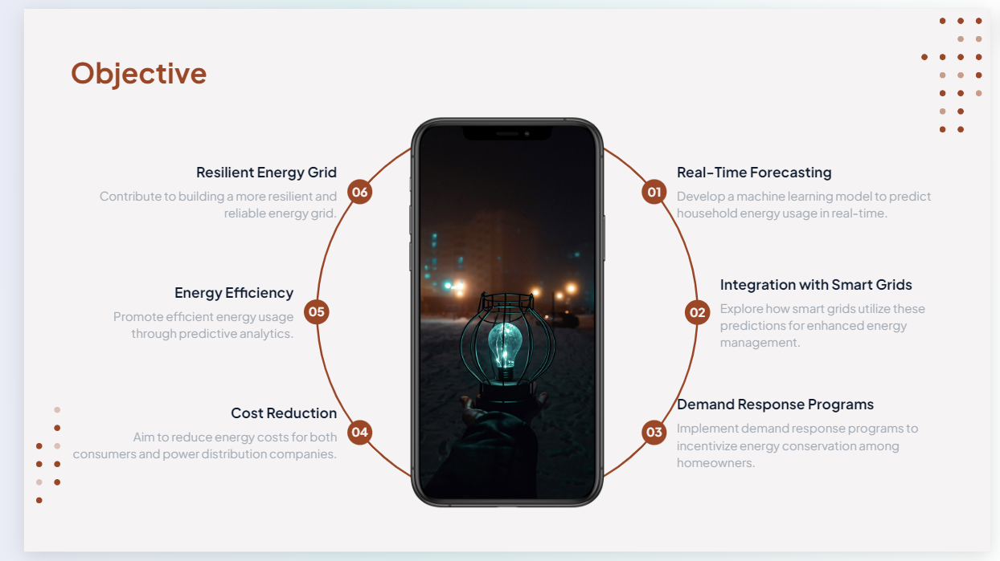 Objective
01
Real-Time Forecasting
Develop a machine learning model to predict
household energy usage in real-time.
02
Integration with Smart Grids
Explore how smart grids utilize these
predictions for enhanced energy
management.
03
Demand Response Programs
Implement demand response programs to
incentivize energy conservation among
homeowners.
04
Cost Reduction
Aim to reduce energy costs for both
consumers and power distribution companies.
05
Energy Efficiency
Promote efficient energy usage
through predictive analytics.
06
Resilient Energy Grid
Contribute to building a more resilient and
reliable energy grid.